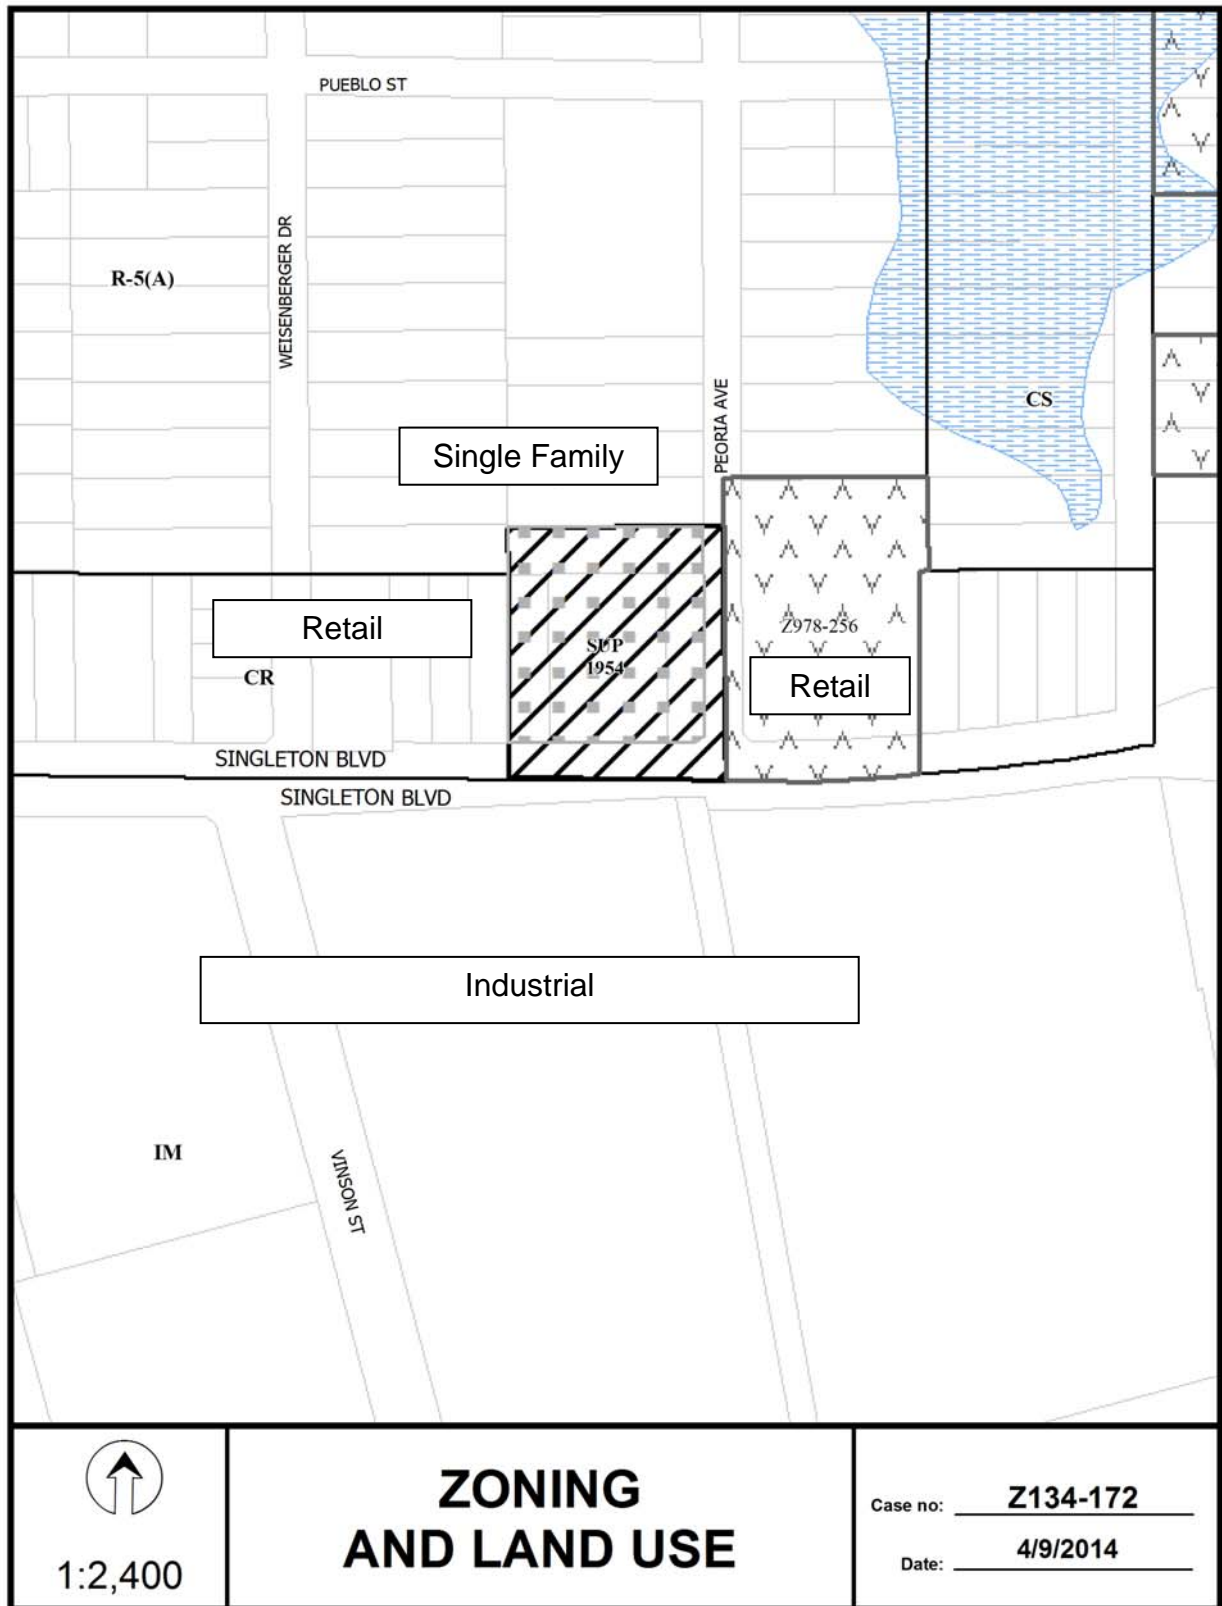 PUEBLO ST
WEISENBERGER DR
R-5(A)
PEORIA AVE
CS
Single Family
Retail
SUP
1954
Z978-256
CR
Retail
SINGLETON BLVD
SINGLETON BLVD
Industrial
IM
VINSON ST
1:2,400
ZONING
AND LAND USE
Case no: Z134-172
Date: 4/9/2014